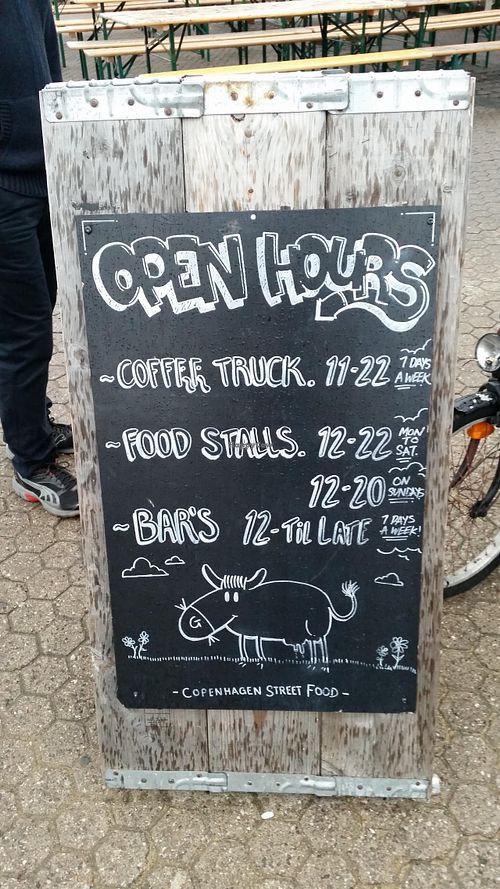 OPEN HOURS
~COFFEE TRUCK. 11-22 7 DAYS A WEEK
~FOOD STALLS. 12-22 MON TO SAT.
12-20 ON SUNDAYS
~BAR'S 12-TIL LATE 7 DAYS A WEEK!
- COPENHAGEN STREET FOOD -